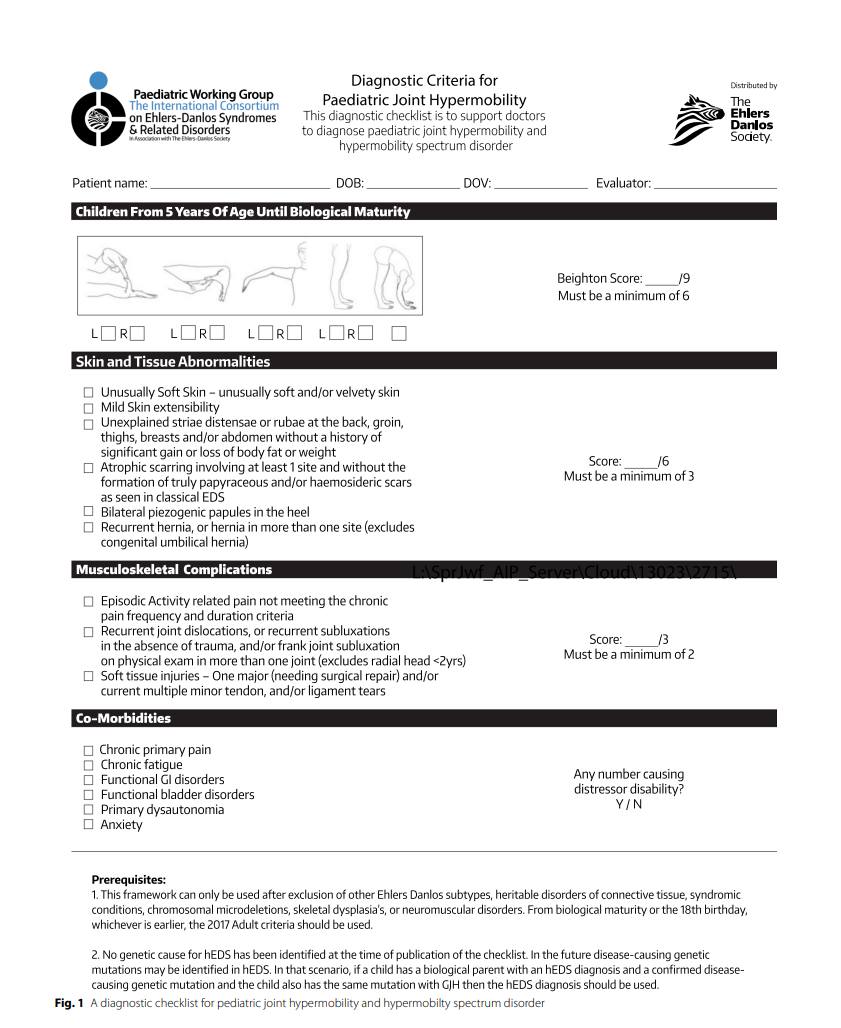 Paediatric Working Group
The International Consortium
on Ehlers-Danlos Syndromes
& Related Disorders
In Association with The Ehlers-Danlos Society
Diagnostic Criteria for
Paediatric Joint Hypermobility
This diagnostic checklist is to support doctors
to diagnose paediatric joint hypermobility and
hypermobility spectrum disorder
Distributed by
The
Ehlers
Danlos
Society.
Patient name: ____________ DOB: ____________ DOV: ____________ Evaluator: ____________
Children From 5 Years Of Age Until Biological Maturity
Beighton Score: _____/9
Must be a minimum of 6
L R L R L R L R
Skin and Tissue Abnormalities
Unusually Soft Skin – unusually soft and/or velvety skin
Mild Skin extensibility
Unexplained striae distensae or rubae at the back, groin,
thighs, breasts and/or abdomen without a history of
significant gain or loss of body fat or weight
Atrophic scarring involving at least 1 site and without the
formation of truly papyraceous and/or haemosideric scars
as seen in classical EDS
Bilateral piezogenic papules in the heel
Recurrent hernia, or hernia in more than one site (excludes
congenital umbilical hernia)
Score: _____/6
Must be a minimum of 3
Musculoskeletal Complications
L:\SprJwf_AIP_Server\Cloud\13023\2715\
Episodic Activity related pain not meeting the chronic
pain frequency and duration criteria
Recurrent joint dislocations, or recurrent subluxations
in the absence of trauma, and/or frank joint subluxation
on physical exam in more than one joint (excludes radial head <2yrs)
Soft tissue injuries – One major (needing surgical repair) and/or
current multiple minor tendon, and/or ligament tears
Score: _____/3
Must be a minimum of 2
Co-Morbidities
Chronic primary pain
Chronic fatigue
Functional GI disorders
Functional bladder disorders
Primary dysautonomia
Anxiety
Any number causing
distressor disability?
Y / N
Prerequisites:
1. This framework can only be used after exclusion of other Ehlers Danlos subtypes, heritable disorders of connective tissue, syndromic
conditions, chromosomal microdeletions, skeletal dysplasia's, or neuromuscular disorders. From biological maturity or the 18th birthday,
whichever is earlier, the 2017 Adult criteria should be used.
2. No genetic cause for hEDS has been identified at the time of publication of the checklist. In the future disease-causing genetic
mutations may be identified in hEDS. In that scenario, if a child has a biological parent with an hEDS diagnosis and a confirmed disease-
causing genetic mutation and the child also has the same mutation with GJH then the hEDS diagnosis should be used.
Fig. 1 A diagnostic checklist for pediatric joint hypermobility and hypermobilty spectrum disorder